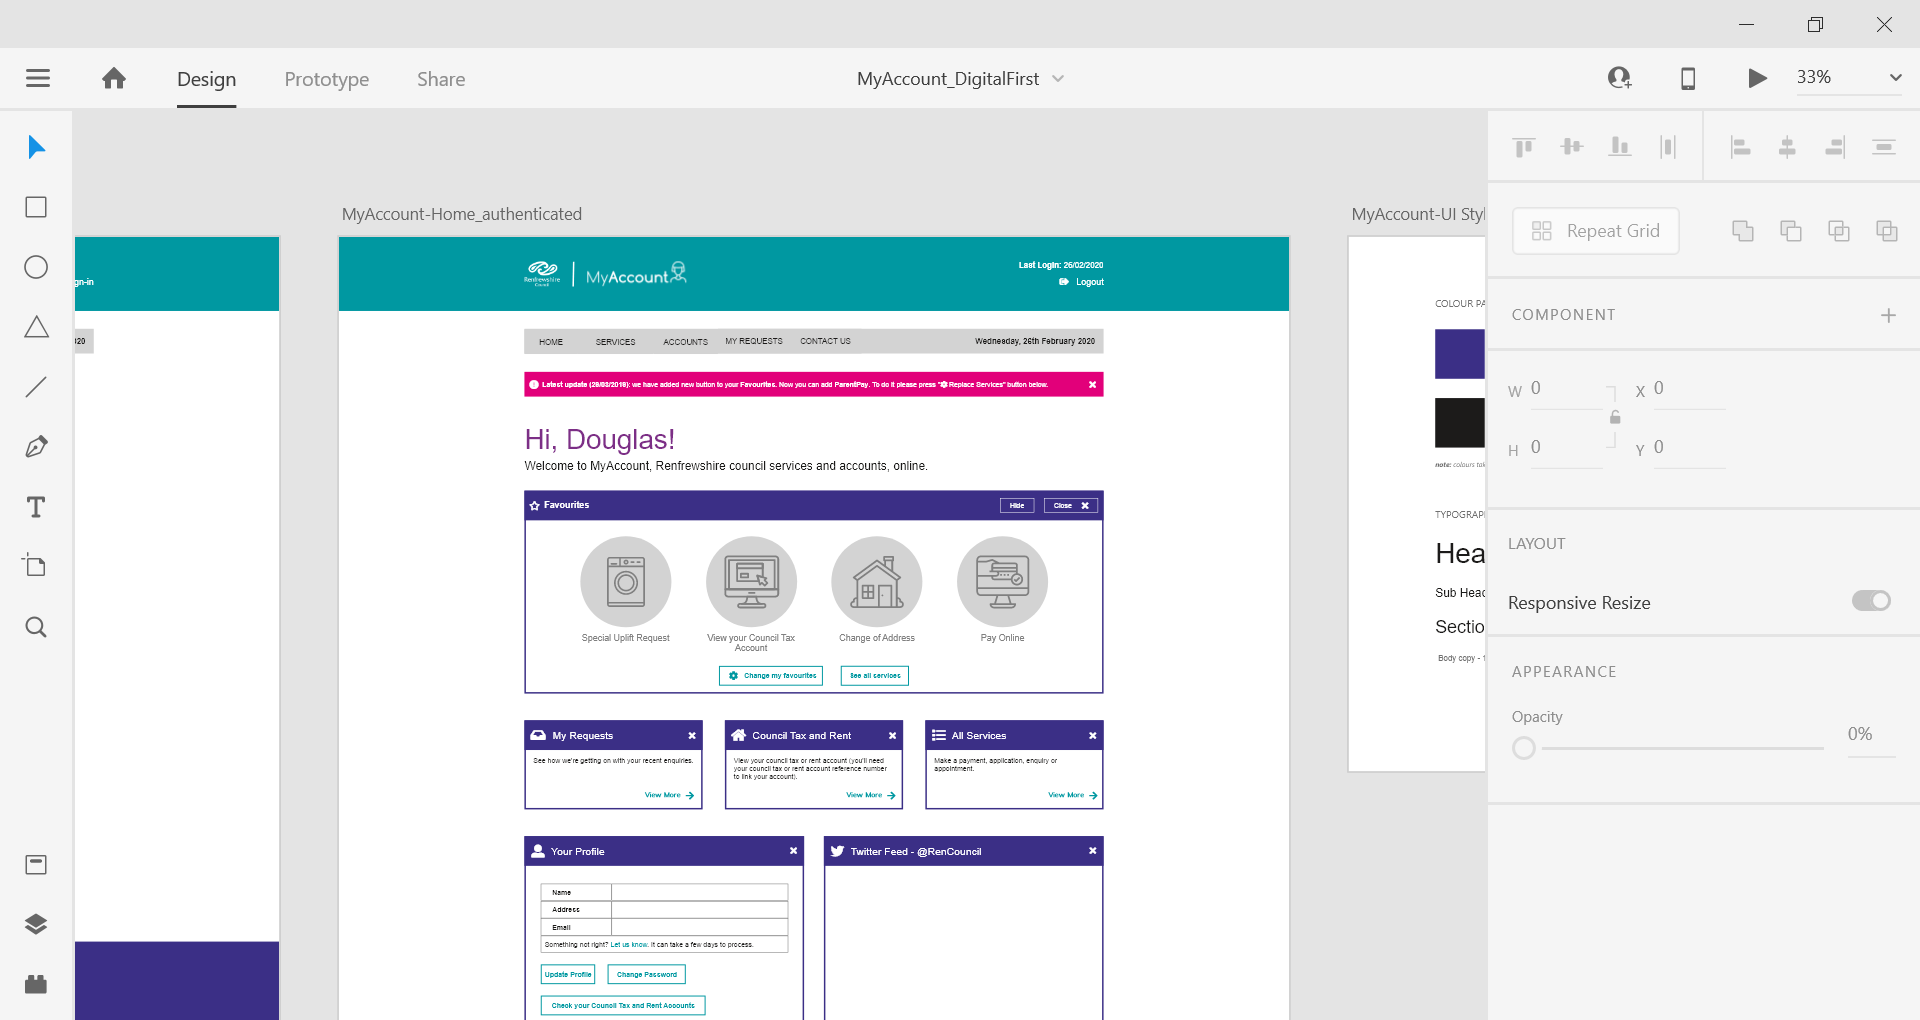 Design
Prototype
Share
MyAccount_DigitalFirst
33%
MyAccount-Home_authenticated
MyAccount-UI Styl
gn-in
020
Renfrewshire
Council
MyAccount
Last Login: 26/02/2020
Logout
HOME
SERVICES
ACCOUNTS
MY REQUESTS
CONTACT US
Wednesday, 26th February 2020
Latest update (26/03/2019): we have added new button to your Favourites. Now you can add ParentPay. To do it please press "Replace Services" button below.
Hi, Douglas!
Welcome to MyAccount, Renfrewshire council services and accounts, online.
Favourites
Hide
Close
Special Uplift Request
View your Council Tax
Account
Change of Address
Pay Online
Change my favourites
See all services
My Requests
See how we're getting on with your recent enquiries.
View More
Council Tax and Rent
View your council tax or rent account (you'll need
your council tax or rent account reference number
to link your account).
View More
All Services
Make a payment, application, enquiry or
appointment.
View More
Your Profile
Name
Address
Email
Something not right? Let us know. It can take a few days to process.
Update Profile
Change Password
Check your Council Tax and Rent Accounts
Twitter Feed - @RenCouncil
COLOUR PA
note: colours tak
TYPOGRAP
Hea
Sub Head
Sectio
Body copy - 1
Repeat Grid
COMPONENT
W 0
X 0
H 0
Y 0
LAYOUT
Responsive Resize
APPEARANCE
Opacity
0%